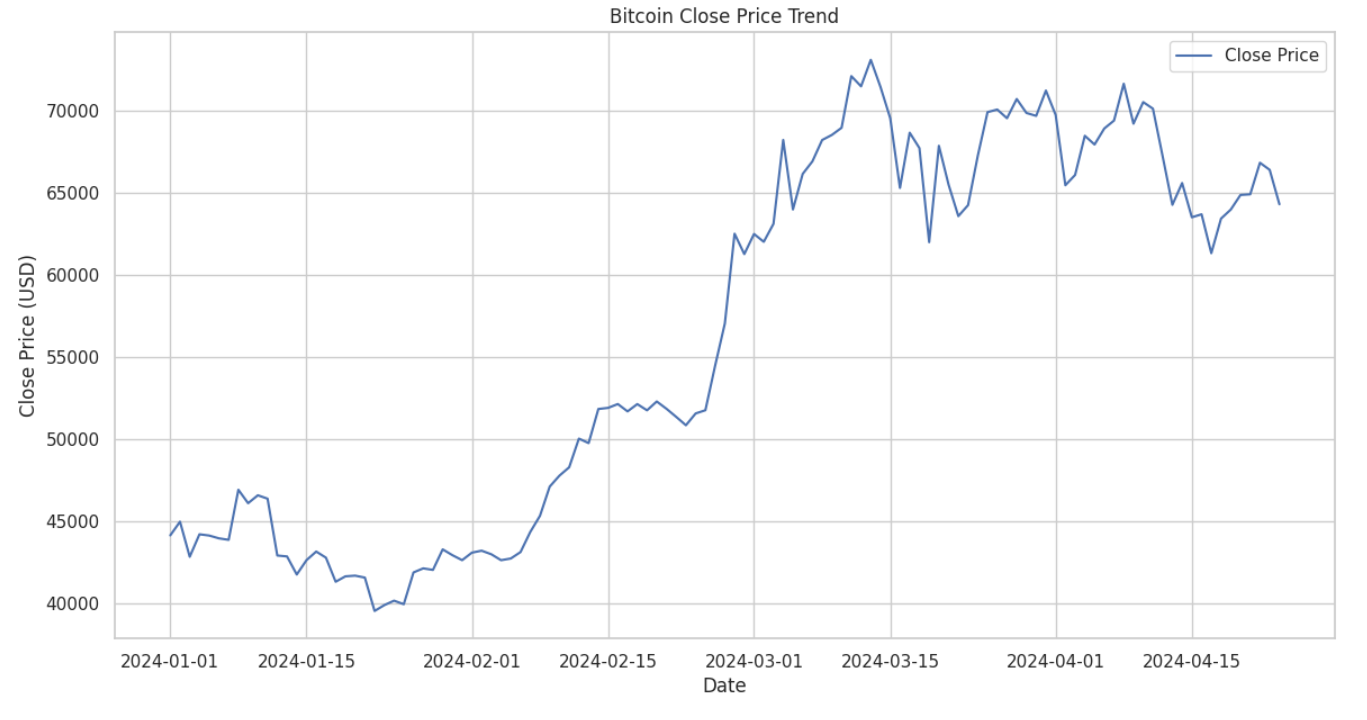 Bitcoin Close Price Trend
Close Price
70000
65000
60000
55000
50000
45000
40000
Close Price (USD)
2024-01-01 2024-01-15 2024-02-01 2024-02-15 2024-03-01 2024-03-15 2024-04-01 2024-04-15
Date